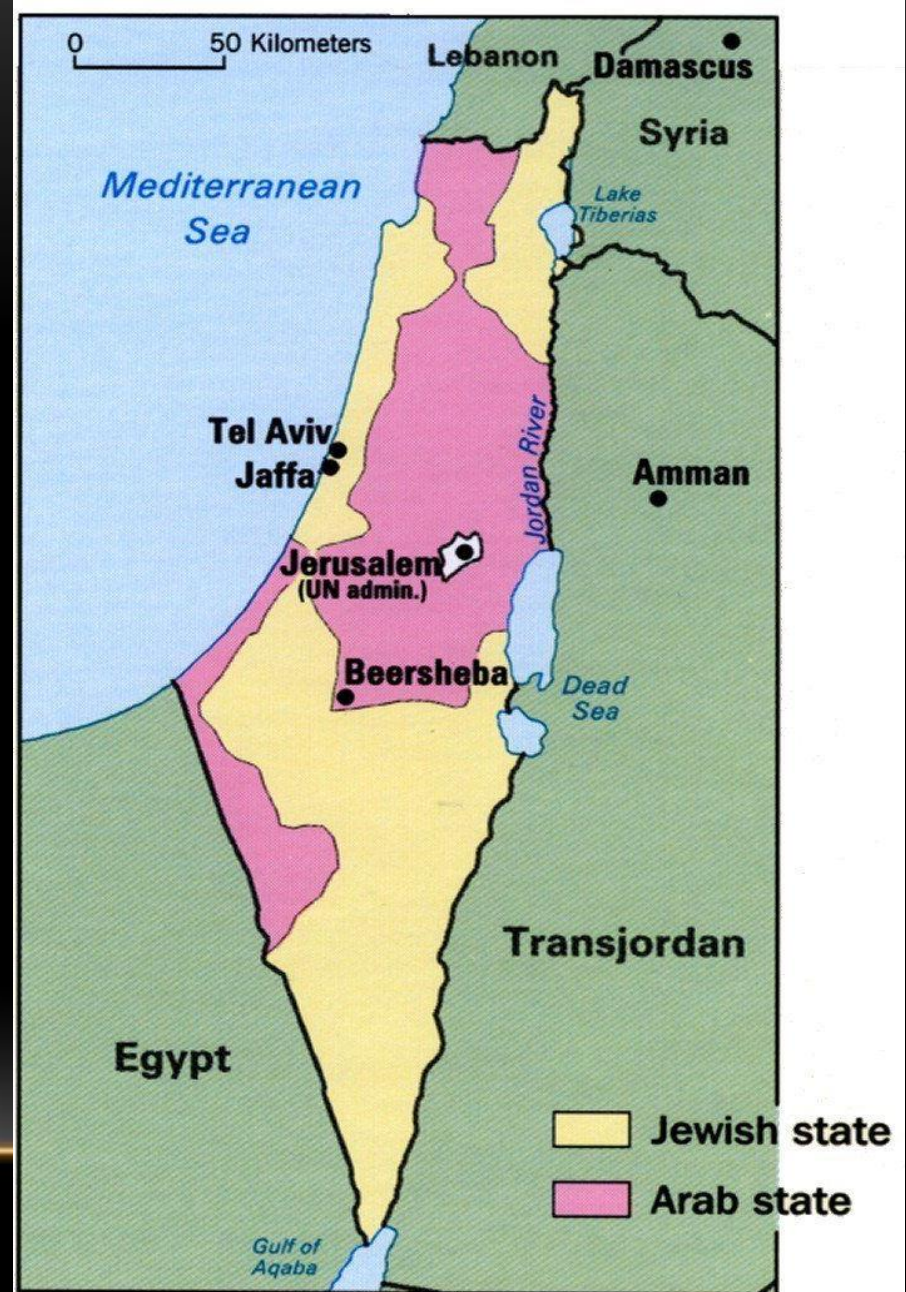 0 50 Kilometers
Lebanon
Damascus
Syria
Mediterranean
Sea
Lake
Tiberias
Tel Aviv
Jaffa
Jordan River
Amman
Jerusalem
(UN admin.)
Beersheba
Dead
Sea
Transjordan
Egypt
Jewish state
Arab state
Gulf of
Aqaba